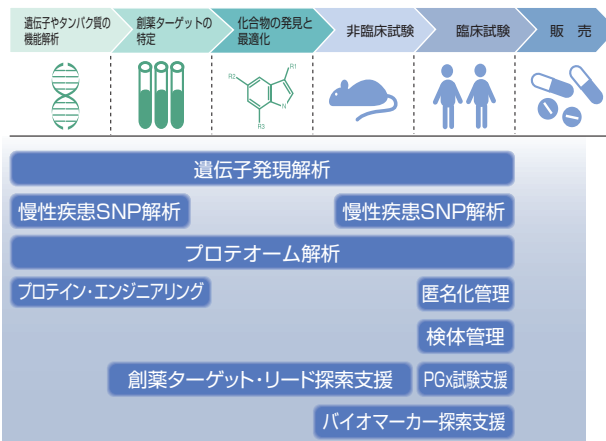 遺伝子やタンパク質の
機能解析
創薬ターゲットの
特定
化合物の発見と
最適化
非臨床試験
臨床試験
販 売
R1
R2
N
R3
遺伝子発現解析
慢性疾患SNP解析
慢性疾患SNP解析
プロテオーム解析
プロテイン・エンジニアリング
匿名化管理
検体管理
創薬ターゲット・リード探索支援
PGx試験支援
バイオマーカー探索支援